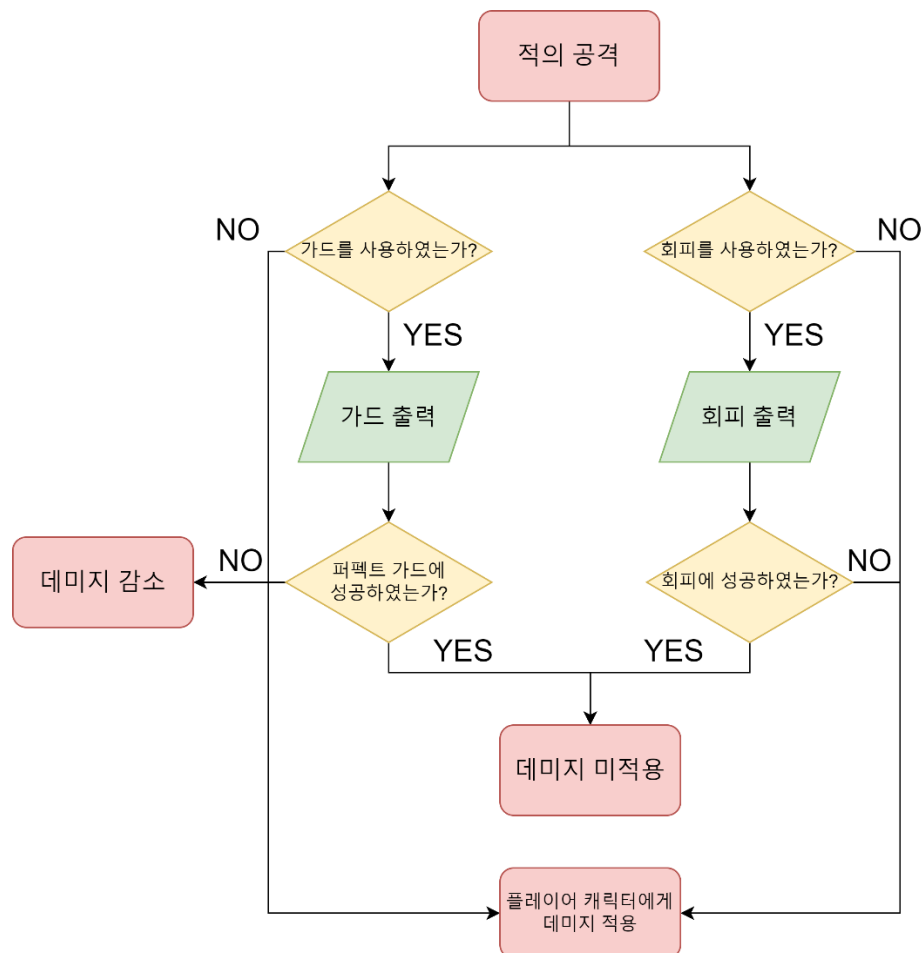 적의 공격
NO
가드를 사용하였는가?
회피를 사용하였는가?
NO
YES
YES
가드 출력
회피 출력
데미지 감소
NO
퍼펙트 가드에
성공하였는가?
회피에 성공하였는가?
NO
YES
YES
데미지 미적용
플레이어 캐릭터에게
데미지 적용